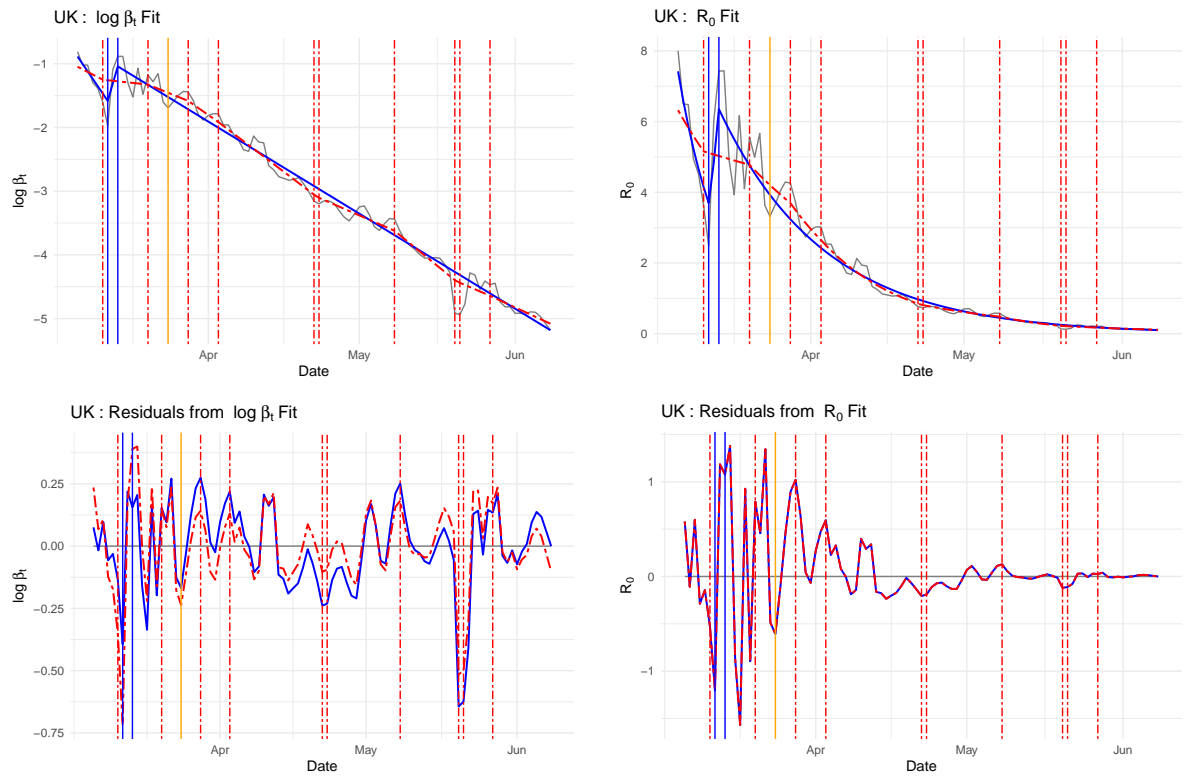 UK : log βt Fit
−1
−2
−3
−4
−5
log βt
Apr
May
Jun
Date
UK : R0 Fit
8
6
4
2
0
R0
Apr
May
Jun
Date
UK : Residuals from log βt Fit
0.25
0.00
−0.25
−0.50
−0.75
log βt
Apr
May
Jun
Date
UK : Residuals from R0 Fit
1
0
−1
R0
Apr
May
Jun
Date